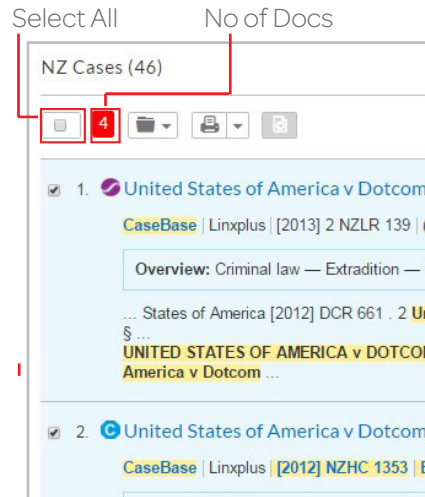 Select All No of Docs
NZ Cases (46)
4
1. United States of America v Dotcom
CaseBase | Linxplus | [2013] 2 NZLR 139 |
Overview: Criminal law — Extradition —
... States of America [2012] DCR 661 . 2
§ ...
UNITED STATES OF AMERICA v DOTCO
America v Dotcom ...
2. C United States of America v Dotcom
CaseBase | Linxplus | [2012] NZHC 1353 |